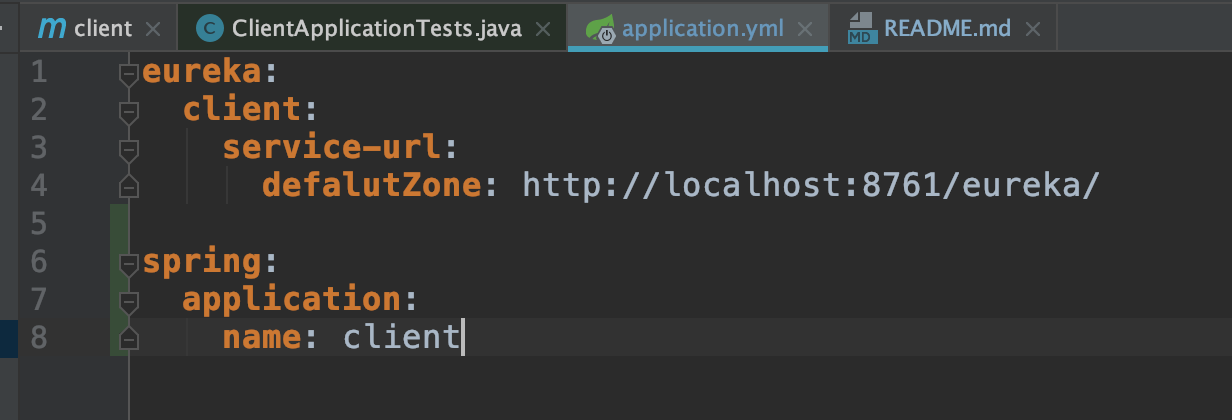 client ClientApplicationTests.java application.yml README.md
1 eureka:
2 client:
3 service-url:
4 defalutZone: http://localhost:8761/eureka/
5
6 spring:
7 application:
8 name: client